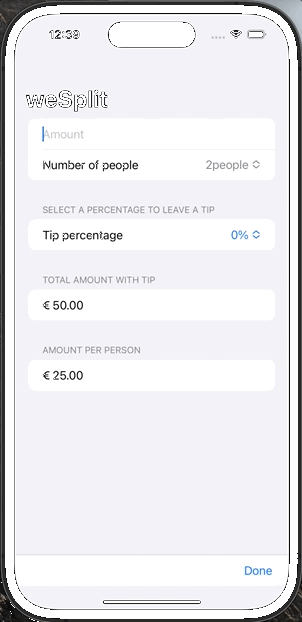 12:39
weSplit
Amount
Number of people 2people
SELECT A PERCENTAGE TO LEAVE A TIP
Tip percentage 0%
TOTAL AMOUNT WITH TIP
€ 50.00
AMOUNT PER PERSON
€ 25.00
Done